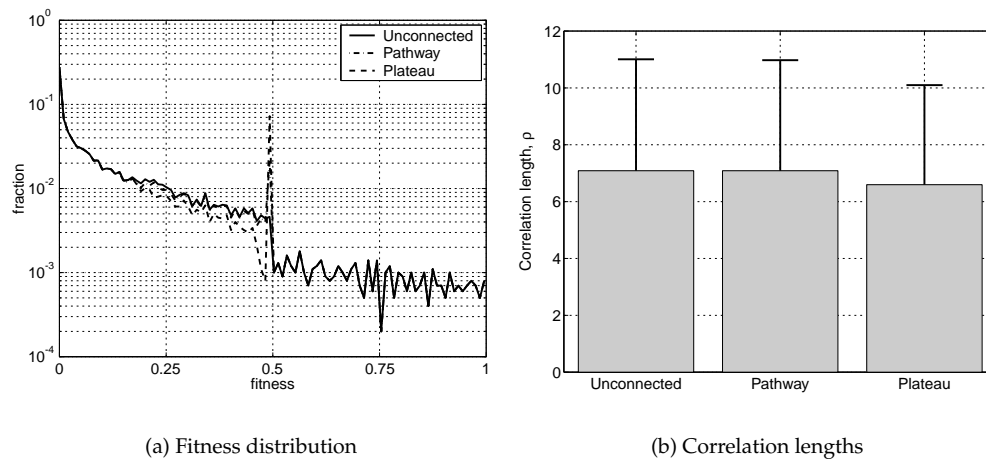 10^0
10^-1
10^-2
10^-3
10^-4
fraction
0 0.25 0.5 0.75 1
fitness
Unconnected
Pathway
Plateau
(a) Fitness distribution
12
10
8
6
4
2
0
Correlation length, ρ
Unconnected Pathway Plateau
(b) Correlation lengths